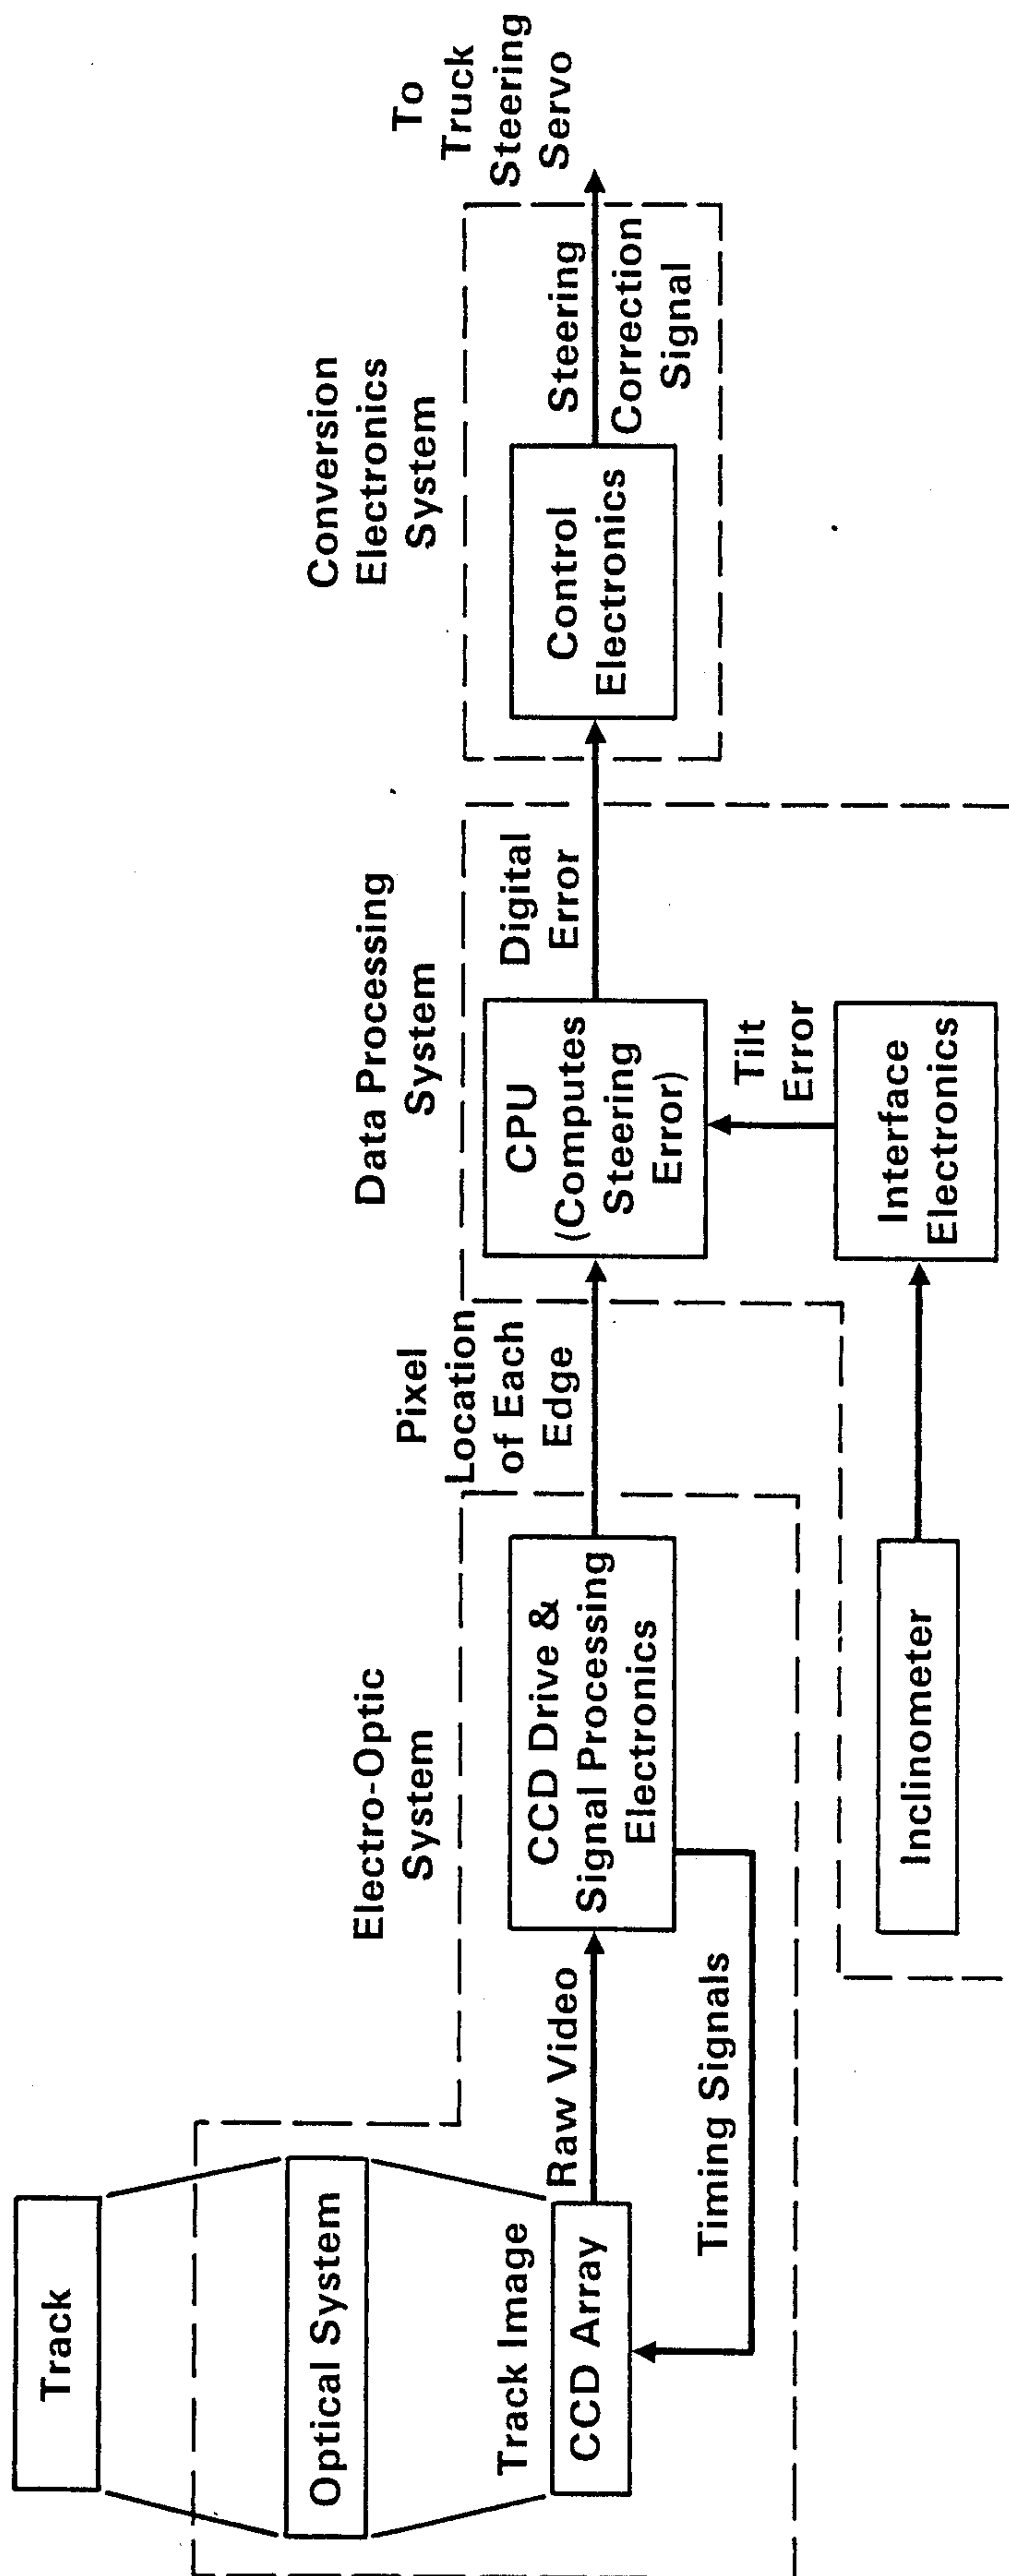 Track
Optical System
Track Image
CCD Array
Raw Video
Timing Signals
Electro-Optic
System
CCD Drive &
Signal Processing
Electronics
Pixel
Location
of Each
Edge
Inclinometer
Data Processing
System
CPU
(Computes
Steering
Error)
Tilt
Error
Interface
Electronics
Digital
Error
Conversion
Electronics
System
Control
Electronics
Steering
Correction
Signal
To
Truck
Steering
Servo